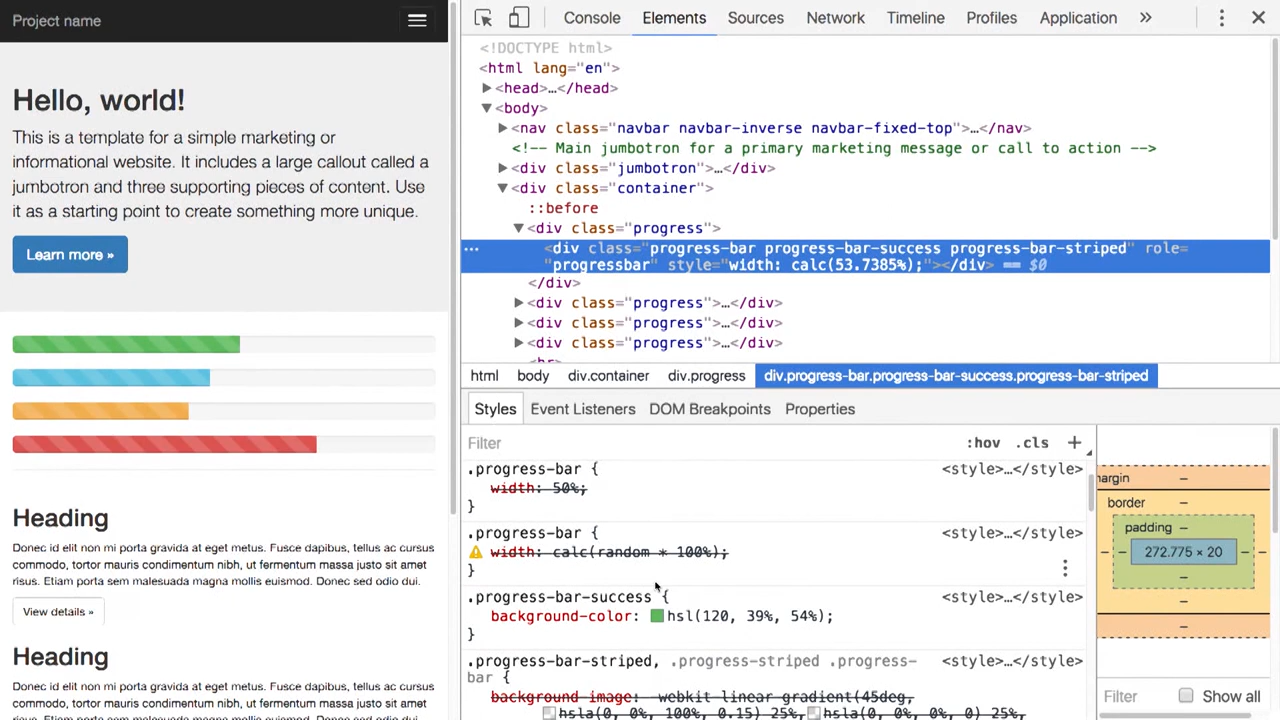 Project name
Hello, world!
This is a template for a simple marketing or
informational website. It includes a large callout called a
jumbotron and three supporting pieces of content. Use
it as a starting point to create something more unique.
Learn more »
Heading
Donec id elit non mi porta gravida at eget metus. Fusce dapibus, tellus ac cursus
commodo, tortor mauris condimentum nibh, ut fermentum massa justo sit amet
risus. Etiam porta sem malesuada magna mollis euismod. Donec sed odio dui.
View details »
Heading
Donec id elit non mi porta gravida at eget metus. Fusce dapibus, tellus ac cursus
commodo, tortor mauris condimentum nibh, ut fermentum massa justo sit amet
Console Elements Sources Network Timeline Profiles Application »
<!DOCTYPE html>
<html lang="en">
<head>…</head>
<body>
<nav class="navbar navbar-inverse navbar-fixed-top">…</nav>
<!-- Main jumbotron for a primary marketing message or call to action -->
<div class="jumbotron">…</div>
<div class="container">
::before
<div class="progress">
<div class="progress-bar progress-bar-success progress-bar-striped" role=
"progressbar" style="width: calc(53.7385%);"></div> == $0
</div>
<div class="progress">…</div>
<div class="progress">…</div>
<div class="progress">…</div>
<hr>
html body div.container div.progress div.progress-bar.progress-bar-success.progress-bar-striped
Styles Event Listeners DOM Breakpoints Properties
Filter :hov .cls +
.progress-bar { <style>…</style>
width: 50%;
}
.progress-bar { <style>…</style>
width: calc(random * 100%);
}
.progress-bar-success { <style>…</style>
background-color: hsl(120, 39%, 54%);
}
.progress-bar-striped, .progress-striped .progress- <style>…</style>
bar {
background-image: -webkit-linear-gradient(45deg,
hsla(0, 0%, 100%, 0.15) 25%, hsla(0, 0%, 0%, 0) 25%,
margin –
border –
padding –
– – – 272.775 × 20 – – –
–
–
–
Filter Show all